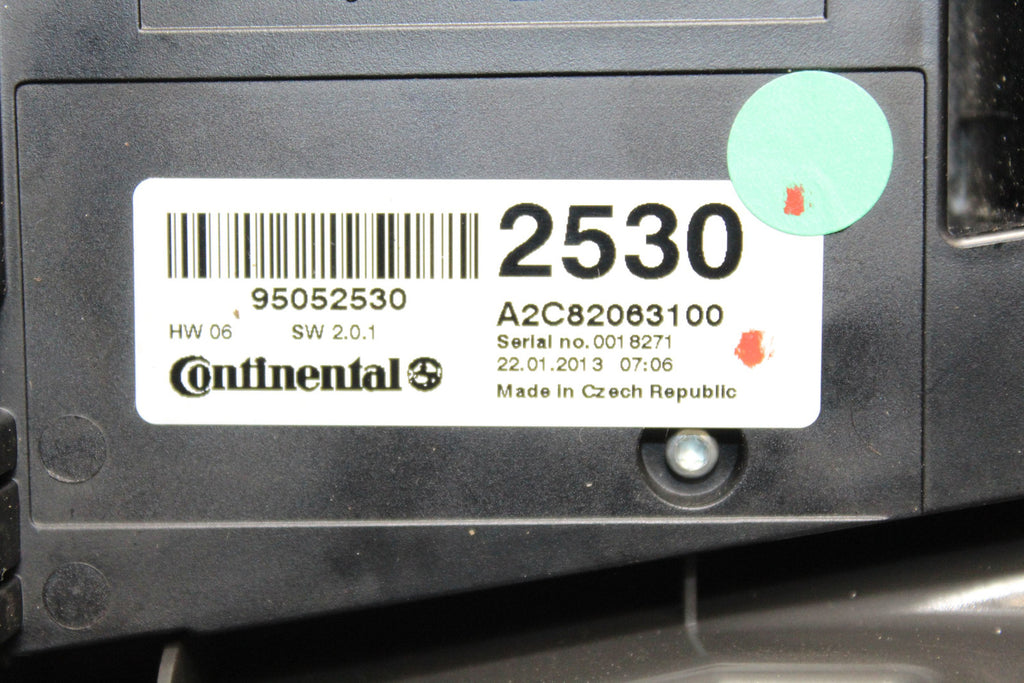 95052530
HW 06 SW 2.0.1
Continental
2530
A2C82063100
Serial no.0018271
22.01.2013 07:06
Made in Czech Republic